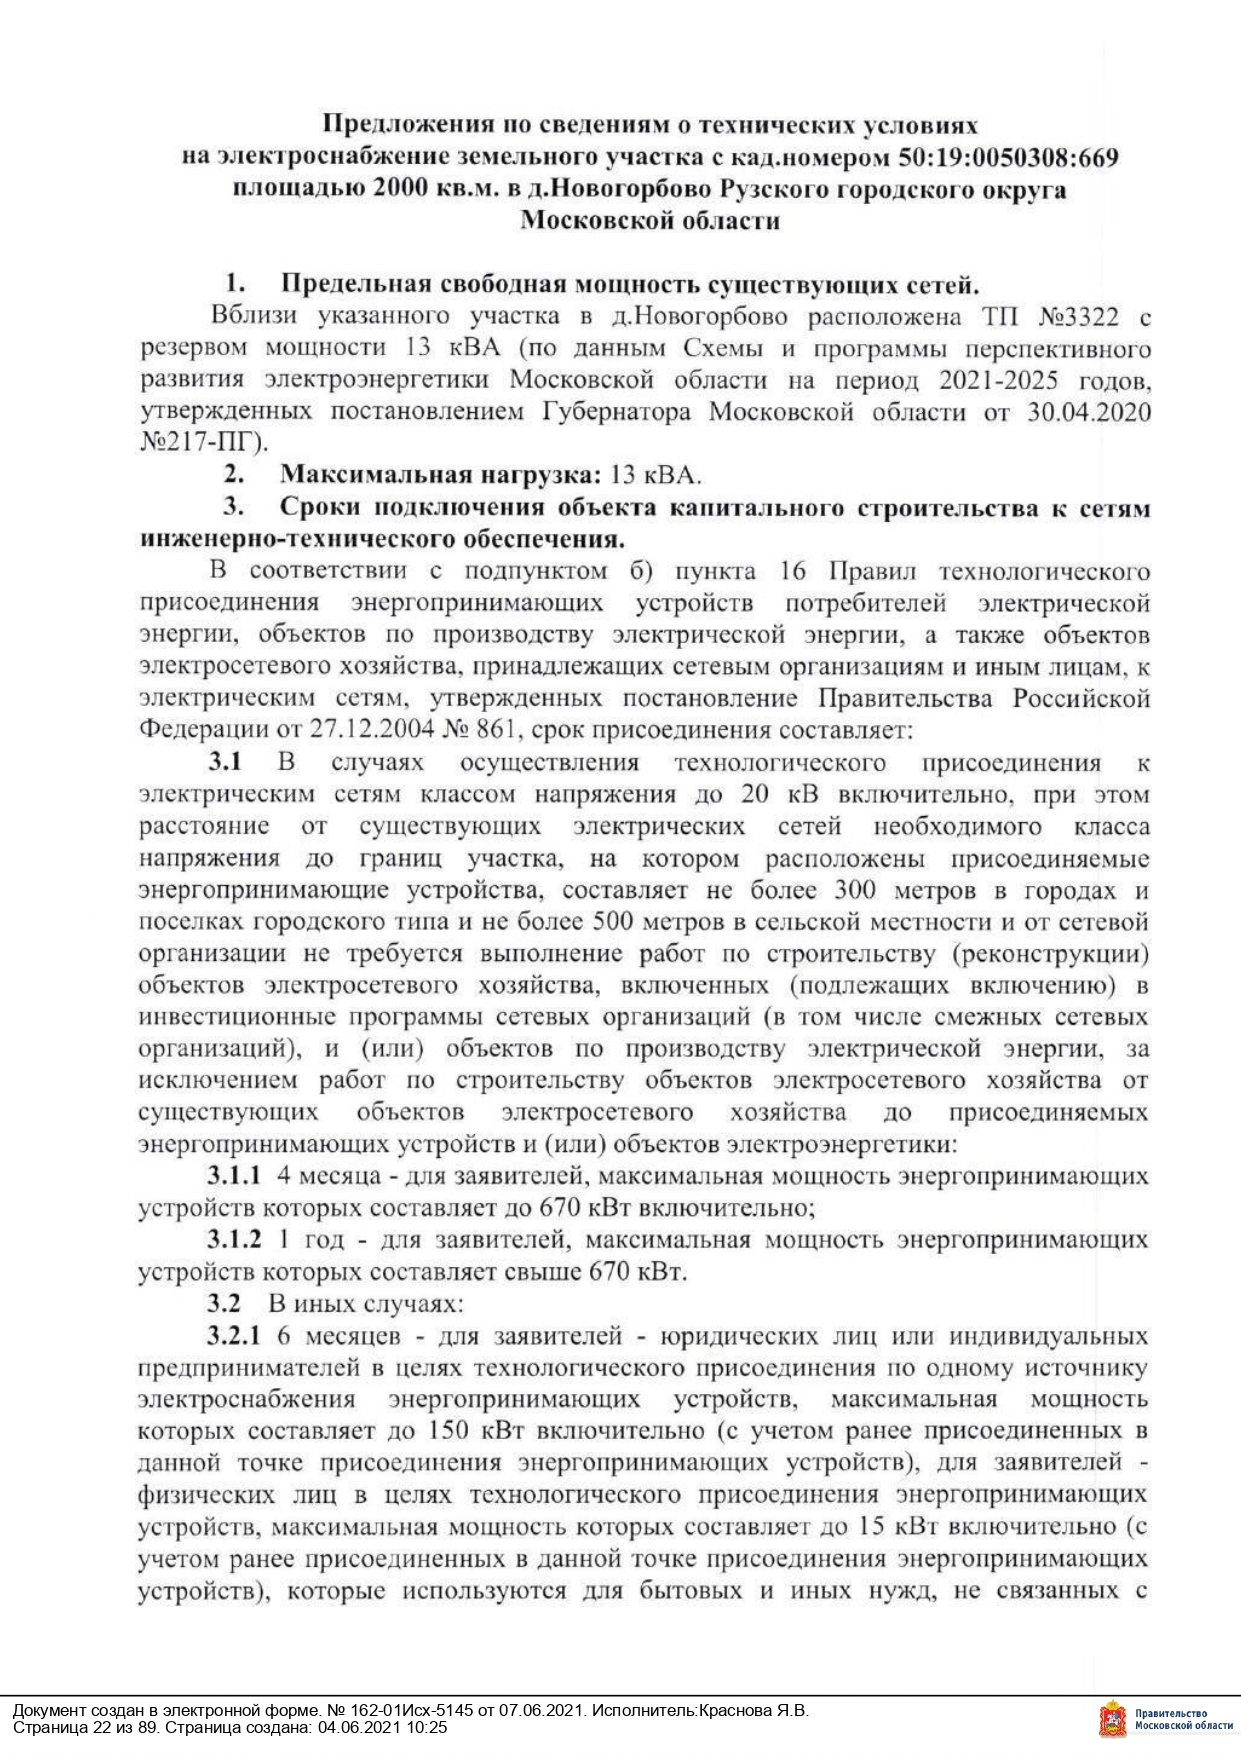 Предложения по сведениям о технических условиях
на электроснабжение земельного участка с кад.номером 50:19:0050308:669
площадью 2000 кв.м. в д.Новогорбово Рузского городского округа
Московской области
1. Предельная свободная мощность существующих сетей.
Вблизи указанного участка в д.Новогорбово расположена ТП №3322 с
резервом мощности 13 кВА (по данным Схемы и программы перспективного
развития электроэнергетики Московской области на период 2021-2025 годов,
утвержденных постановлением Губернатора Московской области от 30.04.2020
№217-ПГ).
2. Максимальная нагрузка: 13 кВА.
3. Сроки подключения объекта капитального строительства к сетям
инженерно-технического обеспечения.
В соответствии с подпунктом б) пункта 16 Правил технологического
присоединения энергопринимающих устройств потребителей электрической
энергии, объектов по производству электрической энергии, а также объектов
электросетевого хозяйства, принадлежащих сетевым организациям и иным лицам, к
электрическим сетям, утвержденных постановление Правительства Российской
Федерации от 27.12.2004 № 861, срок присоединения составляет:
3.1 В случаях осуществления технологического присоединения к
электрическим сетям классом напряжения до 20 кВ включительно, при этом
расстояние от существующих электрических сетей необходимого класса
напряжения до границ участка, на котором расположены присоединяемые
энергопринимающие устройства, составляет не более 300 метров в городах и
поселках городского типа и не более 500 метров в сельской местности и от сетевой
организации не требуется выполнение работ по строительству (реконструкции)
объектов электросетевого хозяйства, включенных (подлежащих включению) в
инвестиционные программы сетевых организаций (в том числе смежных сетевых
организаций), и (или) объектов по производству электрической энергии, за
исключением работ по строительству объектов электросетевого хозяйства от
существующих объектов электросетевого хозяйства до присоединяемых
энергопринимающих устройств и (или) объектов электроэнергетики:
3.1.1 4 месяца - для заявителей, максимальная мощность энергопринимающих
устройств которых составляет до 670 кВт включительно;
3.1.2 1 год - для заявителей, максимальная мощность энергопринимающих
устройств которых составляет свыше 670 кВт.
3.2 В иных случаях:
3.2.1 6 месяцев - для заявителей - юридических лиц или индивидуальных
предпринимателей в целях технологического присоединения по одному источнику
электроснабжения энергопринимающих устройств, максимальная мощность
которых составляет до 150 кВт включительно (с учетом ранее присоединенных в
данной точке присоединения энергопринимающих устройств), для заявителей -
физических лиц в целях технологического присоединения энергопринимающих
устройств, максимальная мощность которых составляет до 15 кВт включительно (с
учетом ранее присоединенных в данной точке присоединения энергопринимающих
устройств), которые используются для бытовых и иных нужд, не связанных с
Документ создан в электронной форме. № 162-01Исх-5145 от 07.06.2021. Исполнитель:Краснова Я.В.
Страница 22 из 89. Страница создана: 04.06.2021 10:25
Правительство
Московской области